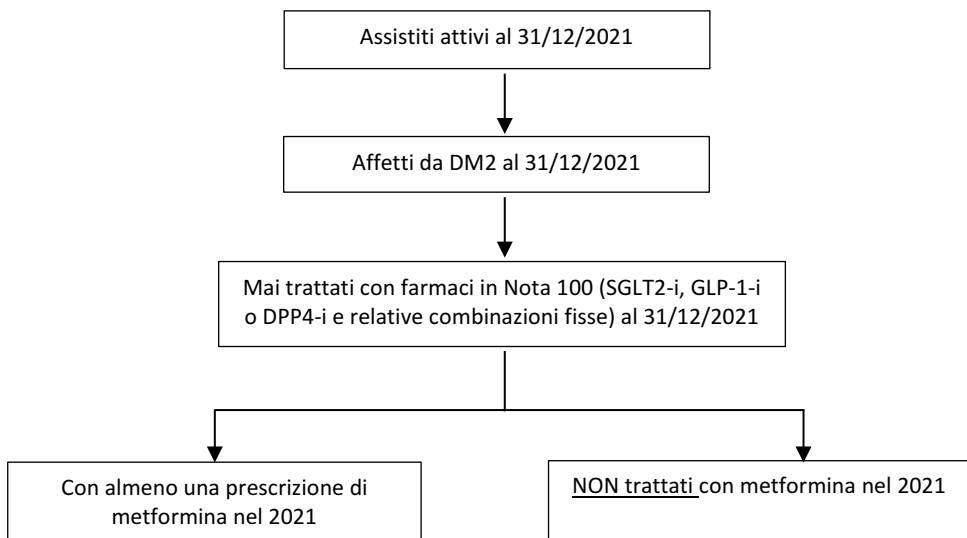 Assistiti attivi al 31/12/2021
Affetti da DM2 al 31/12/2021
Mai trattati con farmaci in Nota 100 (SGLT2-i, GLP-1-i
o DPP4-i e relative combinazioni fisse) al 31/12/2021
Con almeno una prescrizione di
metformina nel 2021
NON trattati con metformina nel 2021